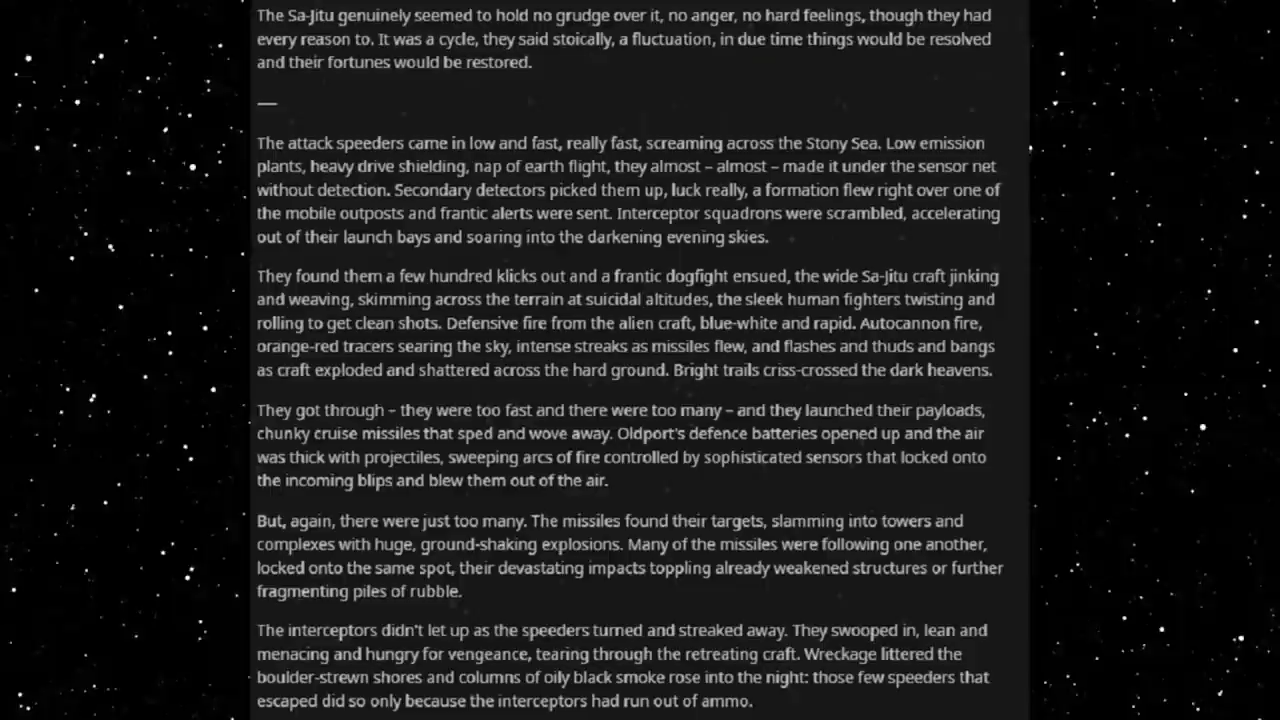 The Sa-Jitu genuinely seemed to hold no grudge over it, no anger, no hard feelings, though they had
every reason to. It was a cycle, they said stoically, a fluctuation, in due time things would be resolved
and their fortunes would be restored.
—
The attack speeders came in low and fast, really fast, screaming across the Stony Sea. Low emission
plants, heavy drive shielding, nap of earth flight, they almost – almost – made it under the sensor net
without detection. Secondary detectors picked them up, luck really, a formation flew right over one of
the mobile outposts and frantic alerts were sent. Interceptor squadrons were scrambled, accelerating
out of their launch bays and soaring into the darkening evening skies.
They found them a few hundred klicks out and a frantic dogfight ensued, the wide Sa-Jitu craft jinking
and weaving, skimming across the terrain at suicidal altitudes, the sleek human fighters twisting and
rolling to get clean shots. Defensive fire from the alien craft, blue-white and rapid. Autocannon fire,
orange-red tracers searing the sky, intense streaks as missiles flew, and flashes and thuds and bangs
as craft exploded and shattered across the hard ground. Bright trails criss-crossed the dark heavens.
They got through – they were too fast and there were too many – and they launched their payloads,
chunky cruise missiles that sped and wove away. Oldport's defence batteries opened up and the air
was thick with projectiles, sweeping arcs of fire controlled by sophisticated sensors that locked onto
the incoming blips and blew them out of the air.
But, again, there were just too many. The missiles found their targets, slamming into towers and
complexes with huge, ground-shaking explosions. Many of the missiles were following one another,
locked onto the same spot, their devastating impacts toppling already weakened structures or further
fragmenting piles of rubble.
The interceptors didn't let up as the speeders turned and streaked away. They swooped in, lean and
menacing and hungry for vengeance, tearing through the retreating craft. Wreckage littered the
boulder-strewn shores and columns of oily black smoke rose into the night: those few speeders that
escaped did so only because the interceptors had run out of ammo.